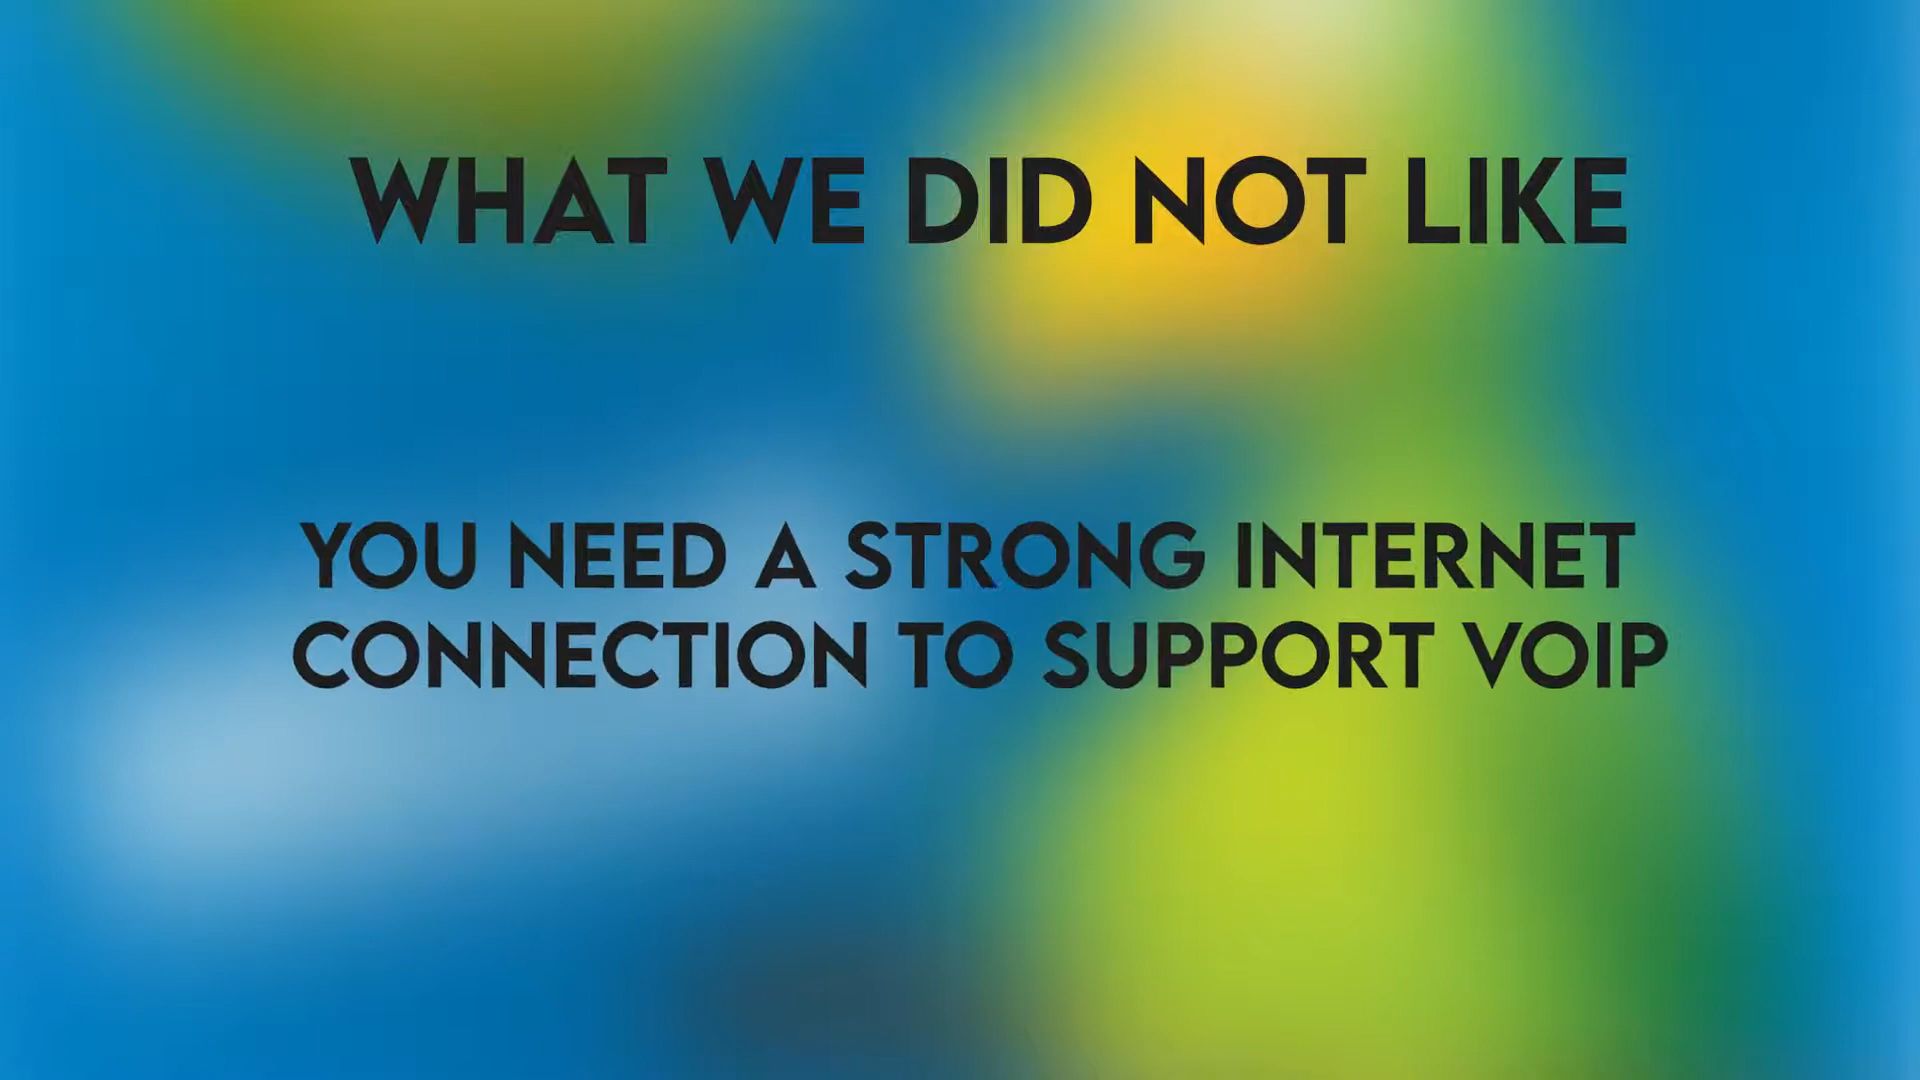 WHAT WE DID NOT LIKE
YOU NEED A STRONG INTERNET
CONNECTION TO SUPPORT VOIP